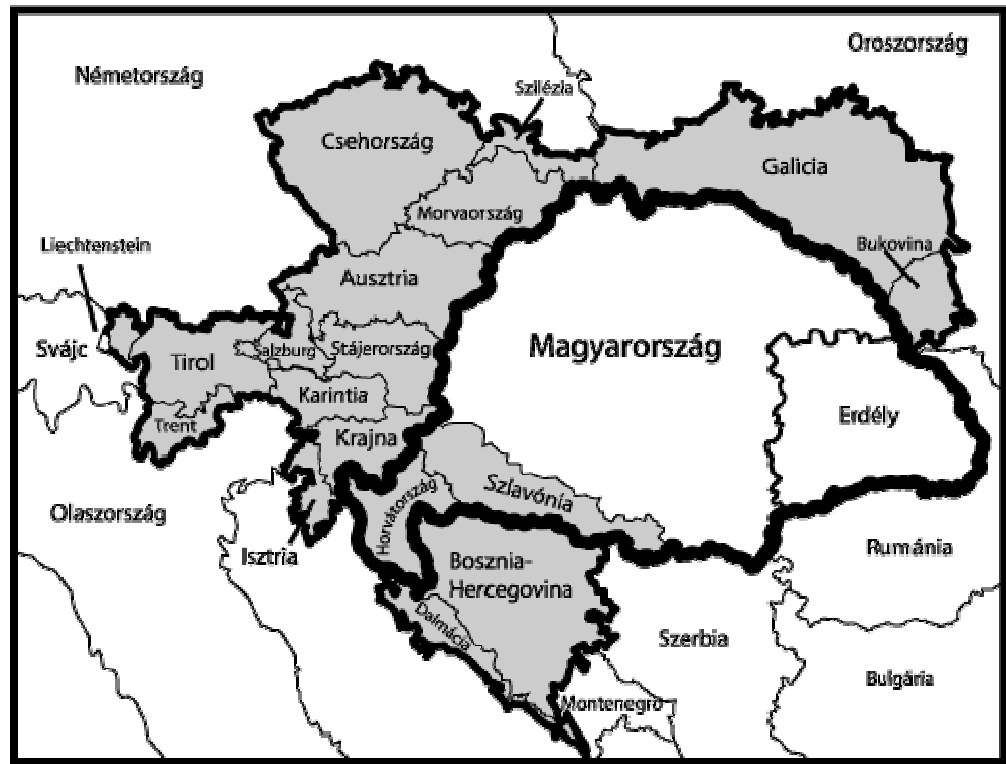 Németország
Oroszország
Szilézia
Csehország
Galicia
Morvaország
Liechtenstein
Bukovina
Ausztria
Svájc
Tirol
Salzburg
Stájerország
Magyarország
Karintia
Erdély
Trent
Krajna
Olaszország
Horvátország
Szlavónia
Isztria
Bosznia-
Hercegovina
Rumánia
Dalmácia
Szerbia
Bulgária
Montenegró